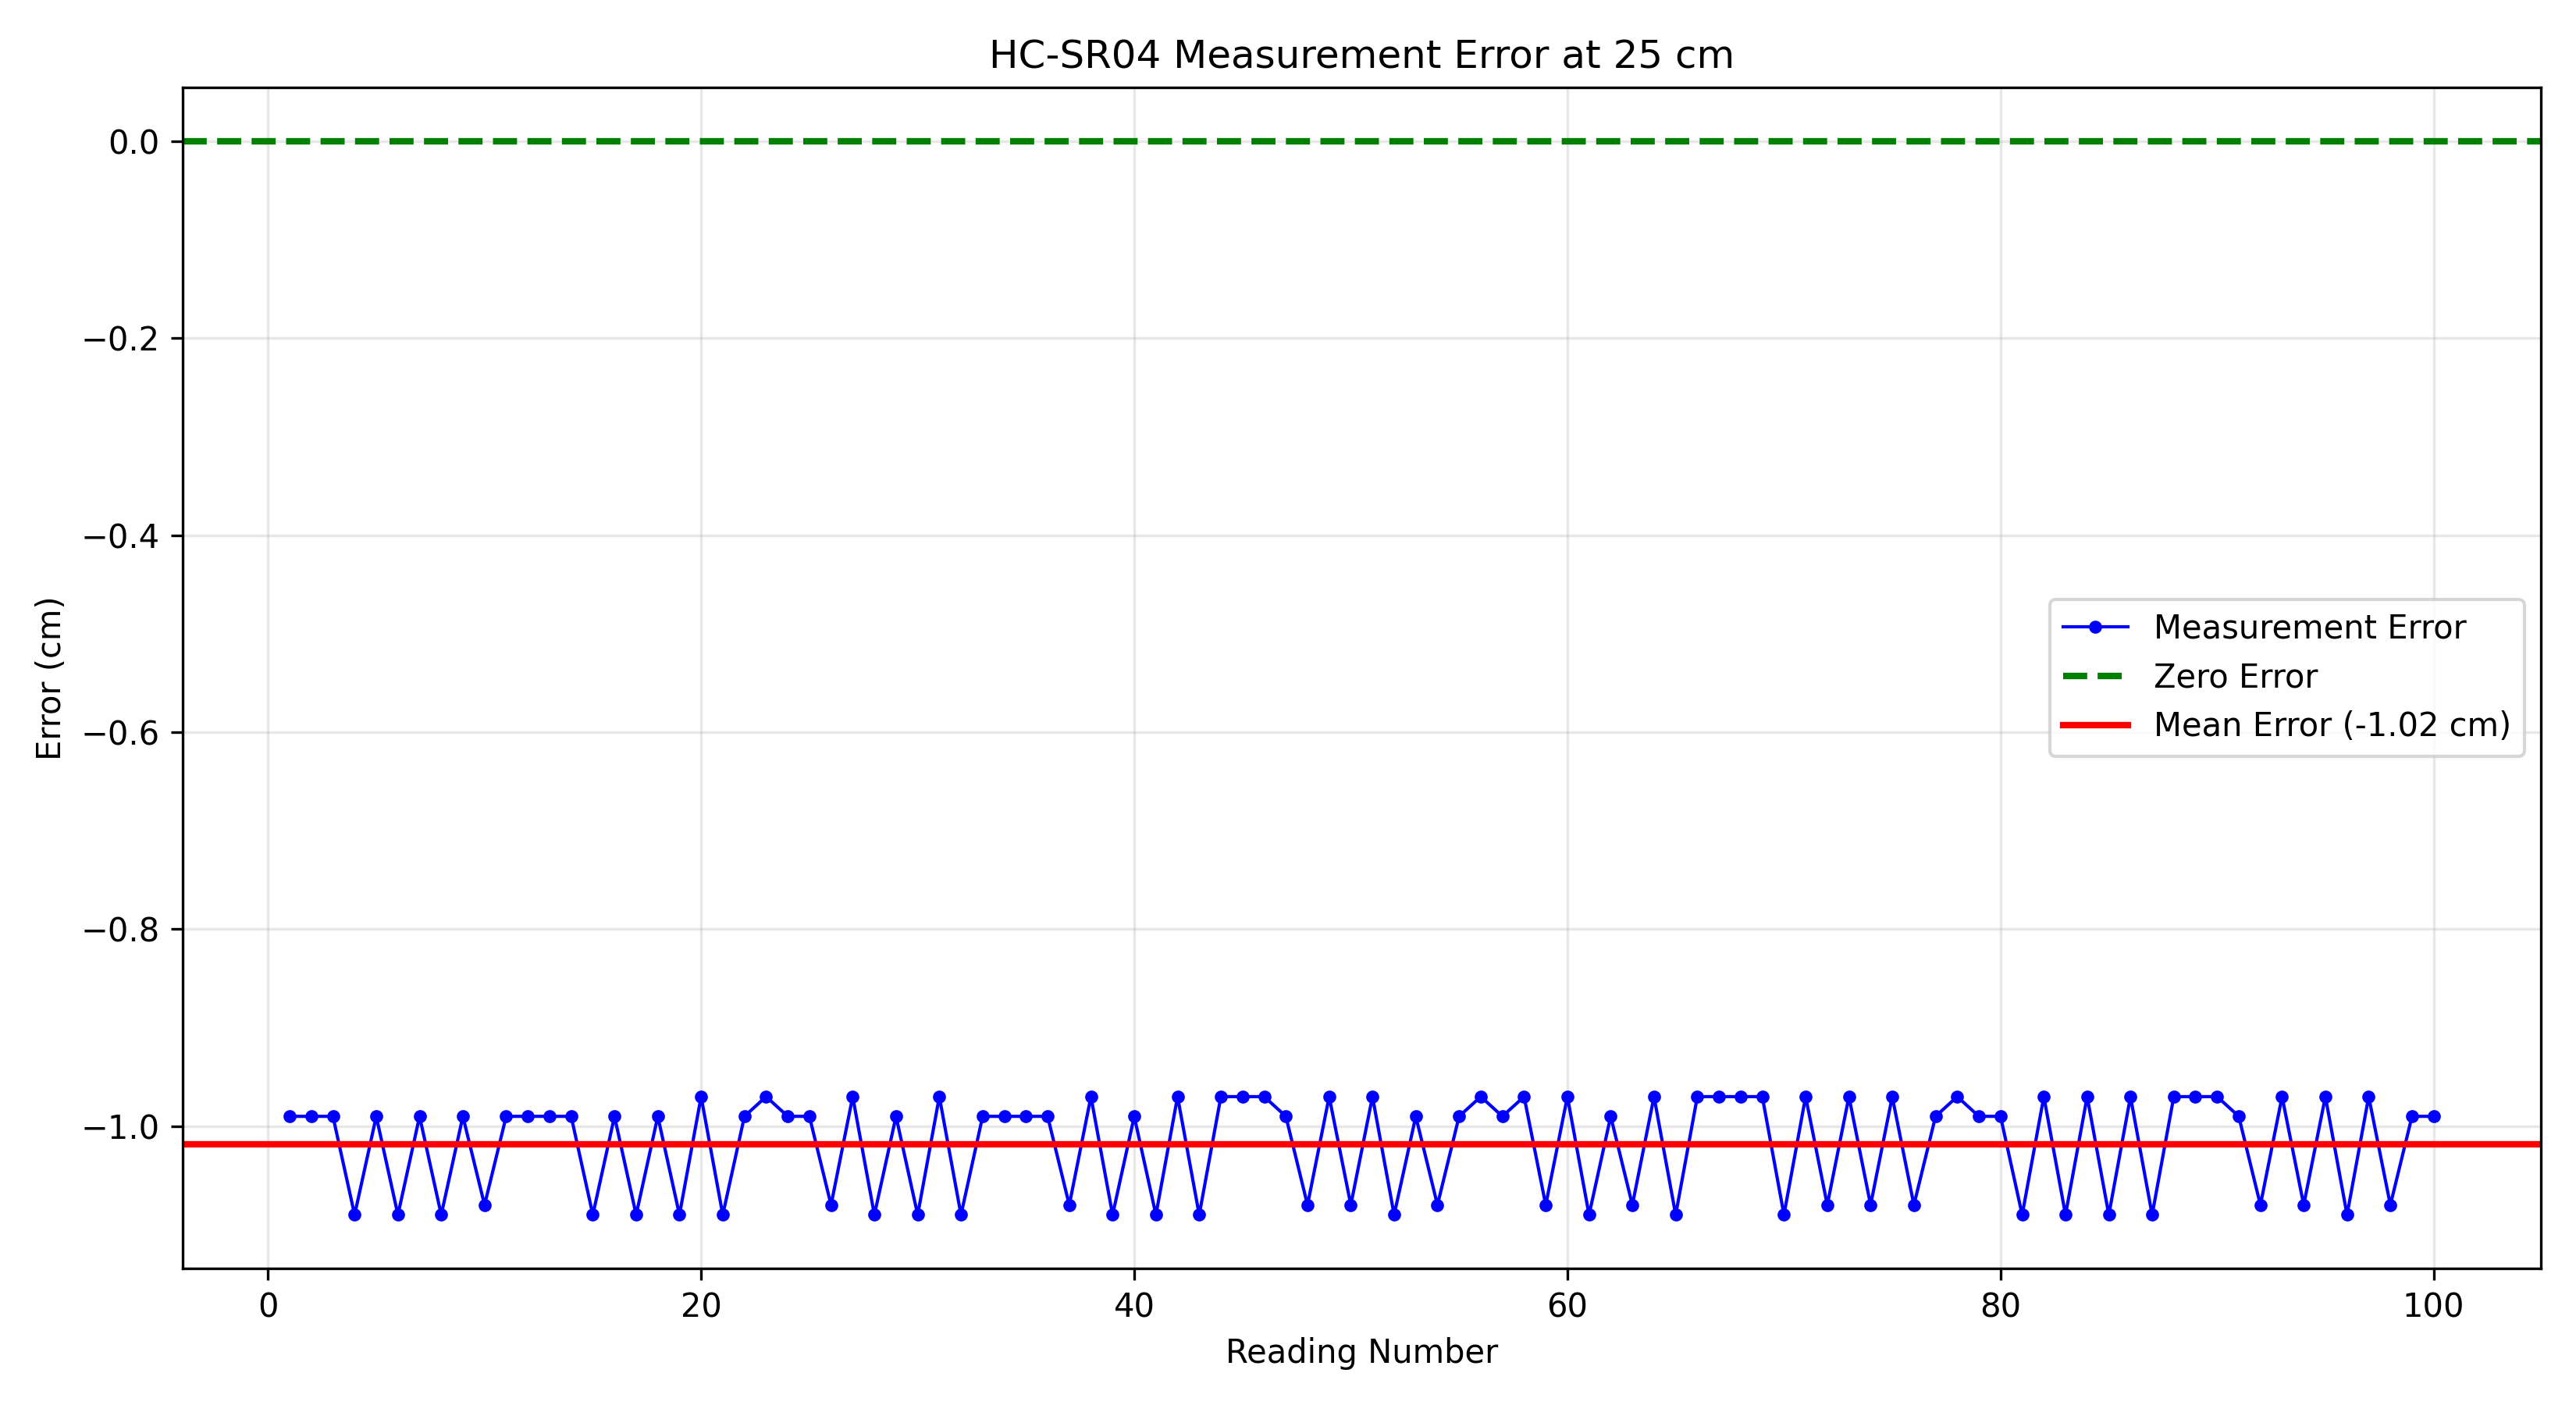 HC-SR04 Measurement Error at 25 cm
0.0
−0.2
−0.4
−0.6
−0.8
−1.0
Error (cm)
Measurement Error
Zero Error
Mean Error (-1.02 cm)
0 20 40 60 80 100
Reading Number